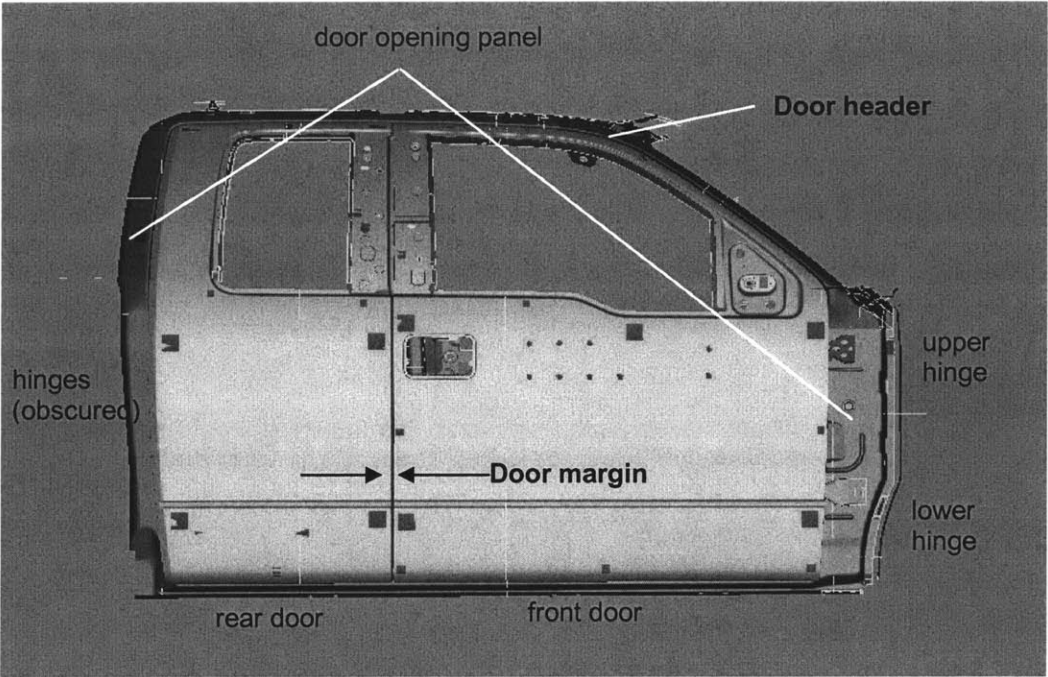 door opening panel
Door header
upper
hinge
hinges
(obscured)
Door margin
lower
hinge
rear door
front door